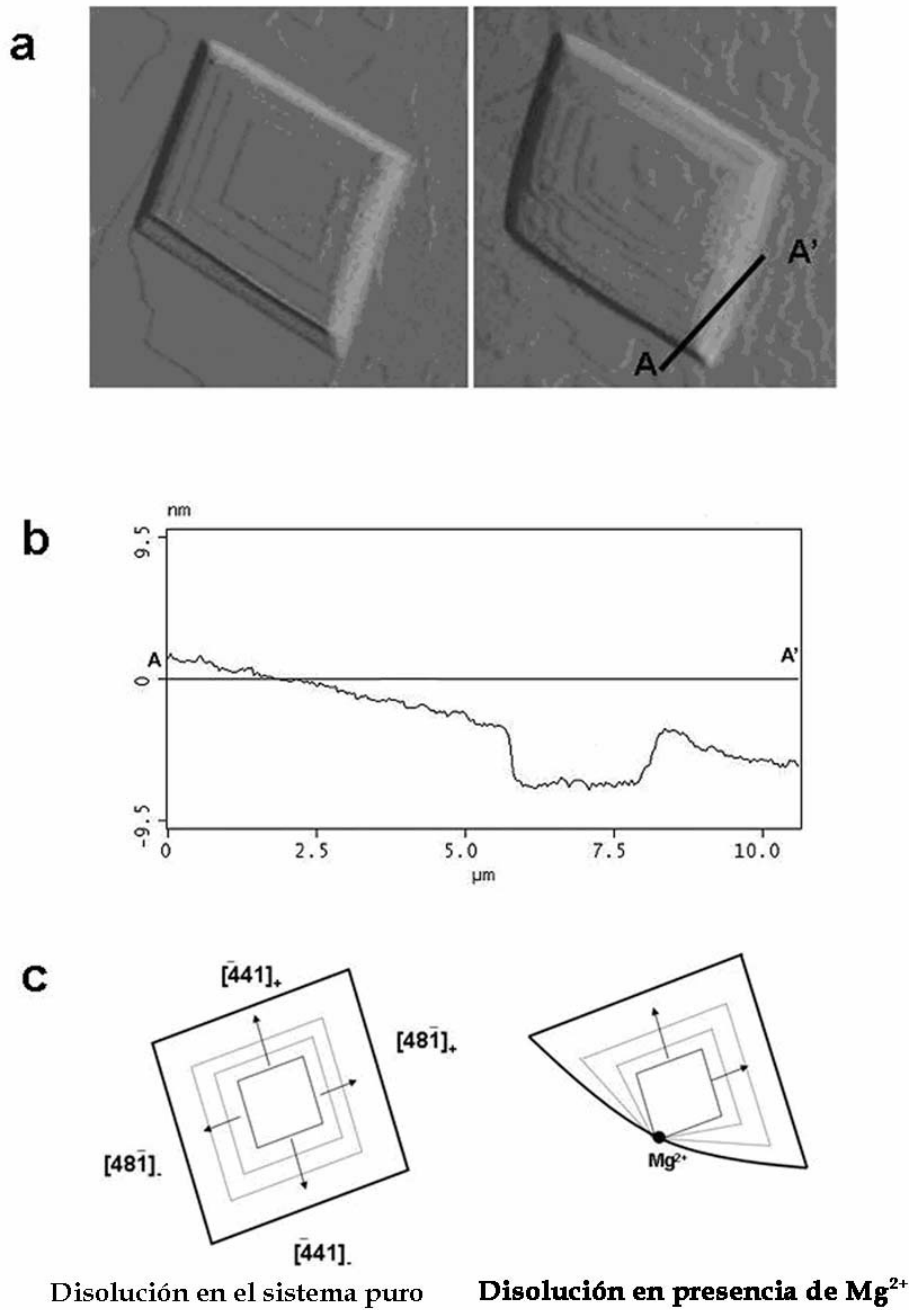 a
A'
A
b
nm
9.5
A
A'
0
-9.5
0
2.5
5.0
7.5
10.0
µm
c
[4̄41]₊
[481̄]₊
[481̄]₋
Mg²⁺
[4̄41]₋
Disolución en el sistema puro
Disolución en presencia de Mg²⁺